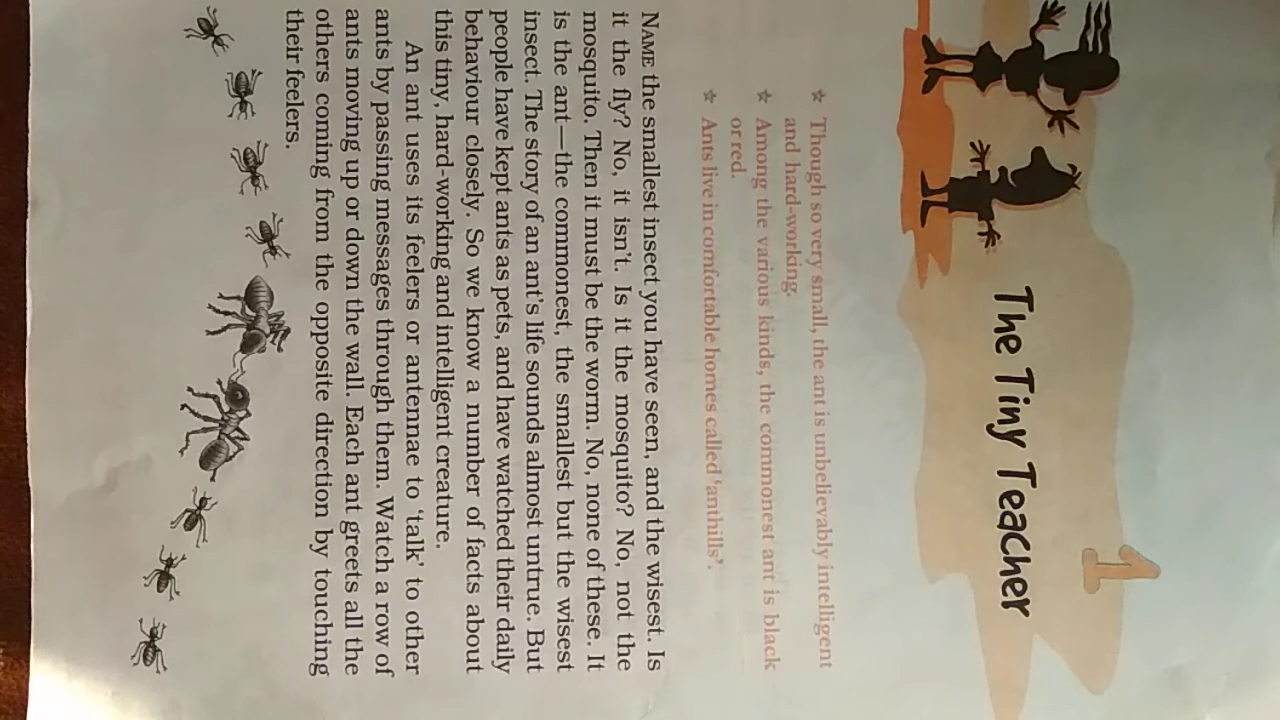 1
The Tiny Teacher
☆ Though so very small, the ant is unbelievably intelligent
and hard-working.
☆ Among the various kinds, the commonest ant is black
or red.
☆ Ants live in comfortable homes called ‘anthills’.
NAME the smallest insect you have seen, and the wisest. Is
it the fly? No, it isn’t. Is it the mosquito? No, not the
mosquito. Then it must be the worm. No, none of these. It
is the ant—the commonest, the smallest but the wisest
insect. The story of an ant’s life sounds almost untrue. But
people have kept ants as pets, and have watched their daily
behaviour closely. So we know a number of facts about
this tiny, hard-working and intelligent creature.
An ant uses its feelers or antennae to ‘talk’ to other
ants by passing messages through them. Watch a row of
ants moving up or down the wall. Each ant greets all the
others coming from the opposite direction by touching
their feelers.